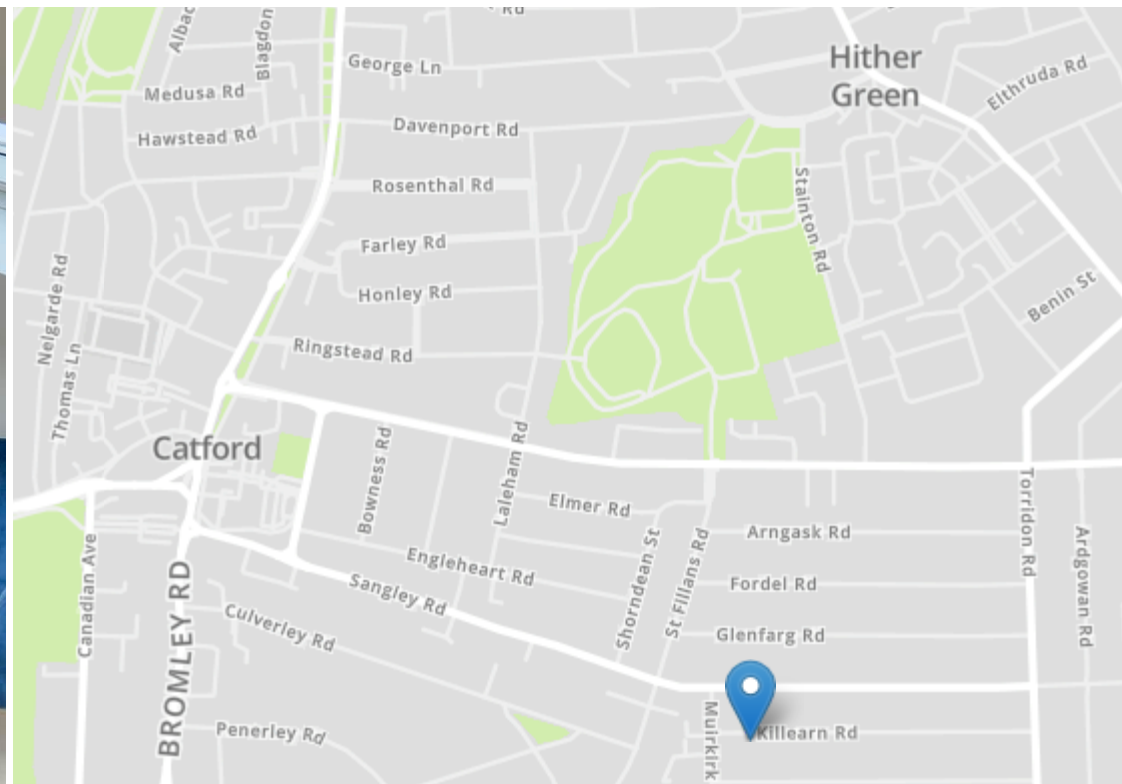 Rd
Albac
Blagdon
George Ln
Hither
Green
Elthruda Rd
Medusa Rd
Hawstead Rd
Davenport Rd
Rosenthal Rd
Stainton Rd
Farley Rd
Honley Rd
Nelgarde Rd
Thomas Ln
Benin St
Ringstead Rd
Catford
Bowness Rd
Laleham Rd
Elmer Rd
Torridon Rd
Arngask Rd
Ardgowan Rd
Canadian Ave
BROMLEY RD
Engleheart Rd
Sangley Rd
Shorndean St
St Fillans Rd
Fordel Rd
Culverley Rd
Glenfarg Rd
Penerley Rd
Muirkirk
Killearn Rd